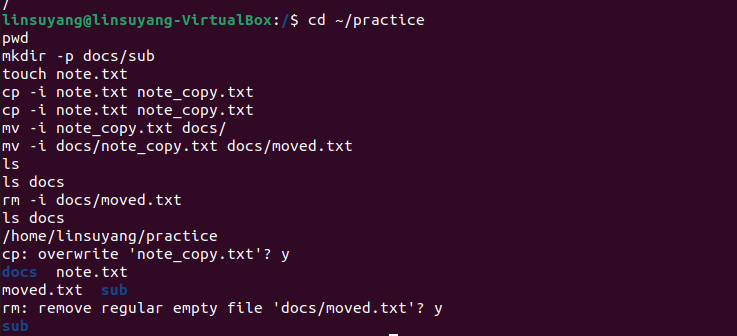 /
linsuyang@linsuyang-VirtualBox:/$ cd ~/practice
pwd
mkdir -p docs/sub
touch note.txt
cp -i note.txt note_copy.txt
cp -i note.txt note_copy.txt
mv -i note_copy.txt docs/
mv -i docs/note_copy.txt docs/moved.txt
ls
ls docs
rm -i docs/moved.txt
ls docs
/home/linsuyang/practice
cp: overwrite 'note_copy.txt'? y
docs  note.txt
moved.txt  sub
rm: remove regular empty file 'docs/moved.txt'? y
sub